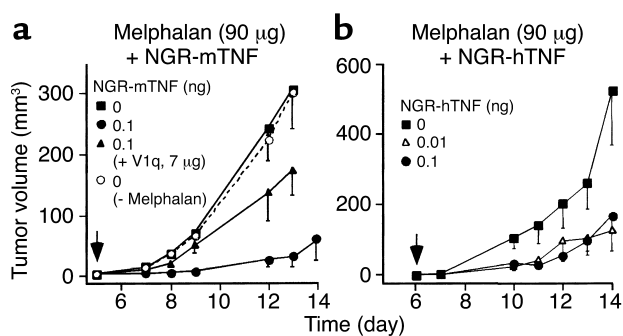 a
Melphalan (90 μg)
+ NGR-mTNF
Tumor volume (mm³)
300
200
100
0
NGR-mTNF (ng)
0
0.1
0.1
(+ V1q, 7 μg)
0
(- Melphalan)
6
8
10
12
14
b
Melphalan (90 μg)
+ NGR-hTNF
600
400
200
0
NGR-hTNF (ng)
0
0.01
0.1
6
8
10
12
14
Time (day)